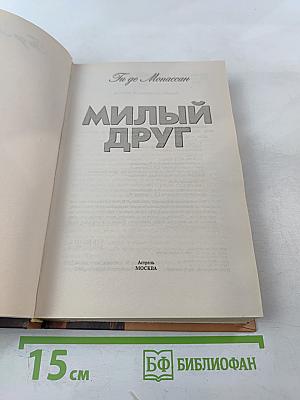 Ги де Мопассан
МИЛЫЙ
ДРУГ
Астрель
МОСКВА
15 см
БФ БИБЛИОФАН